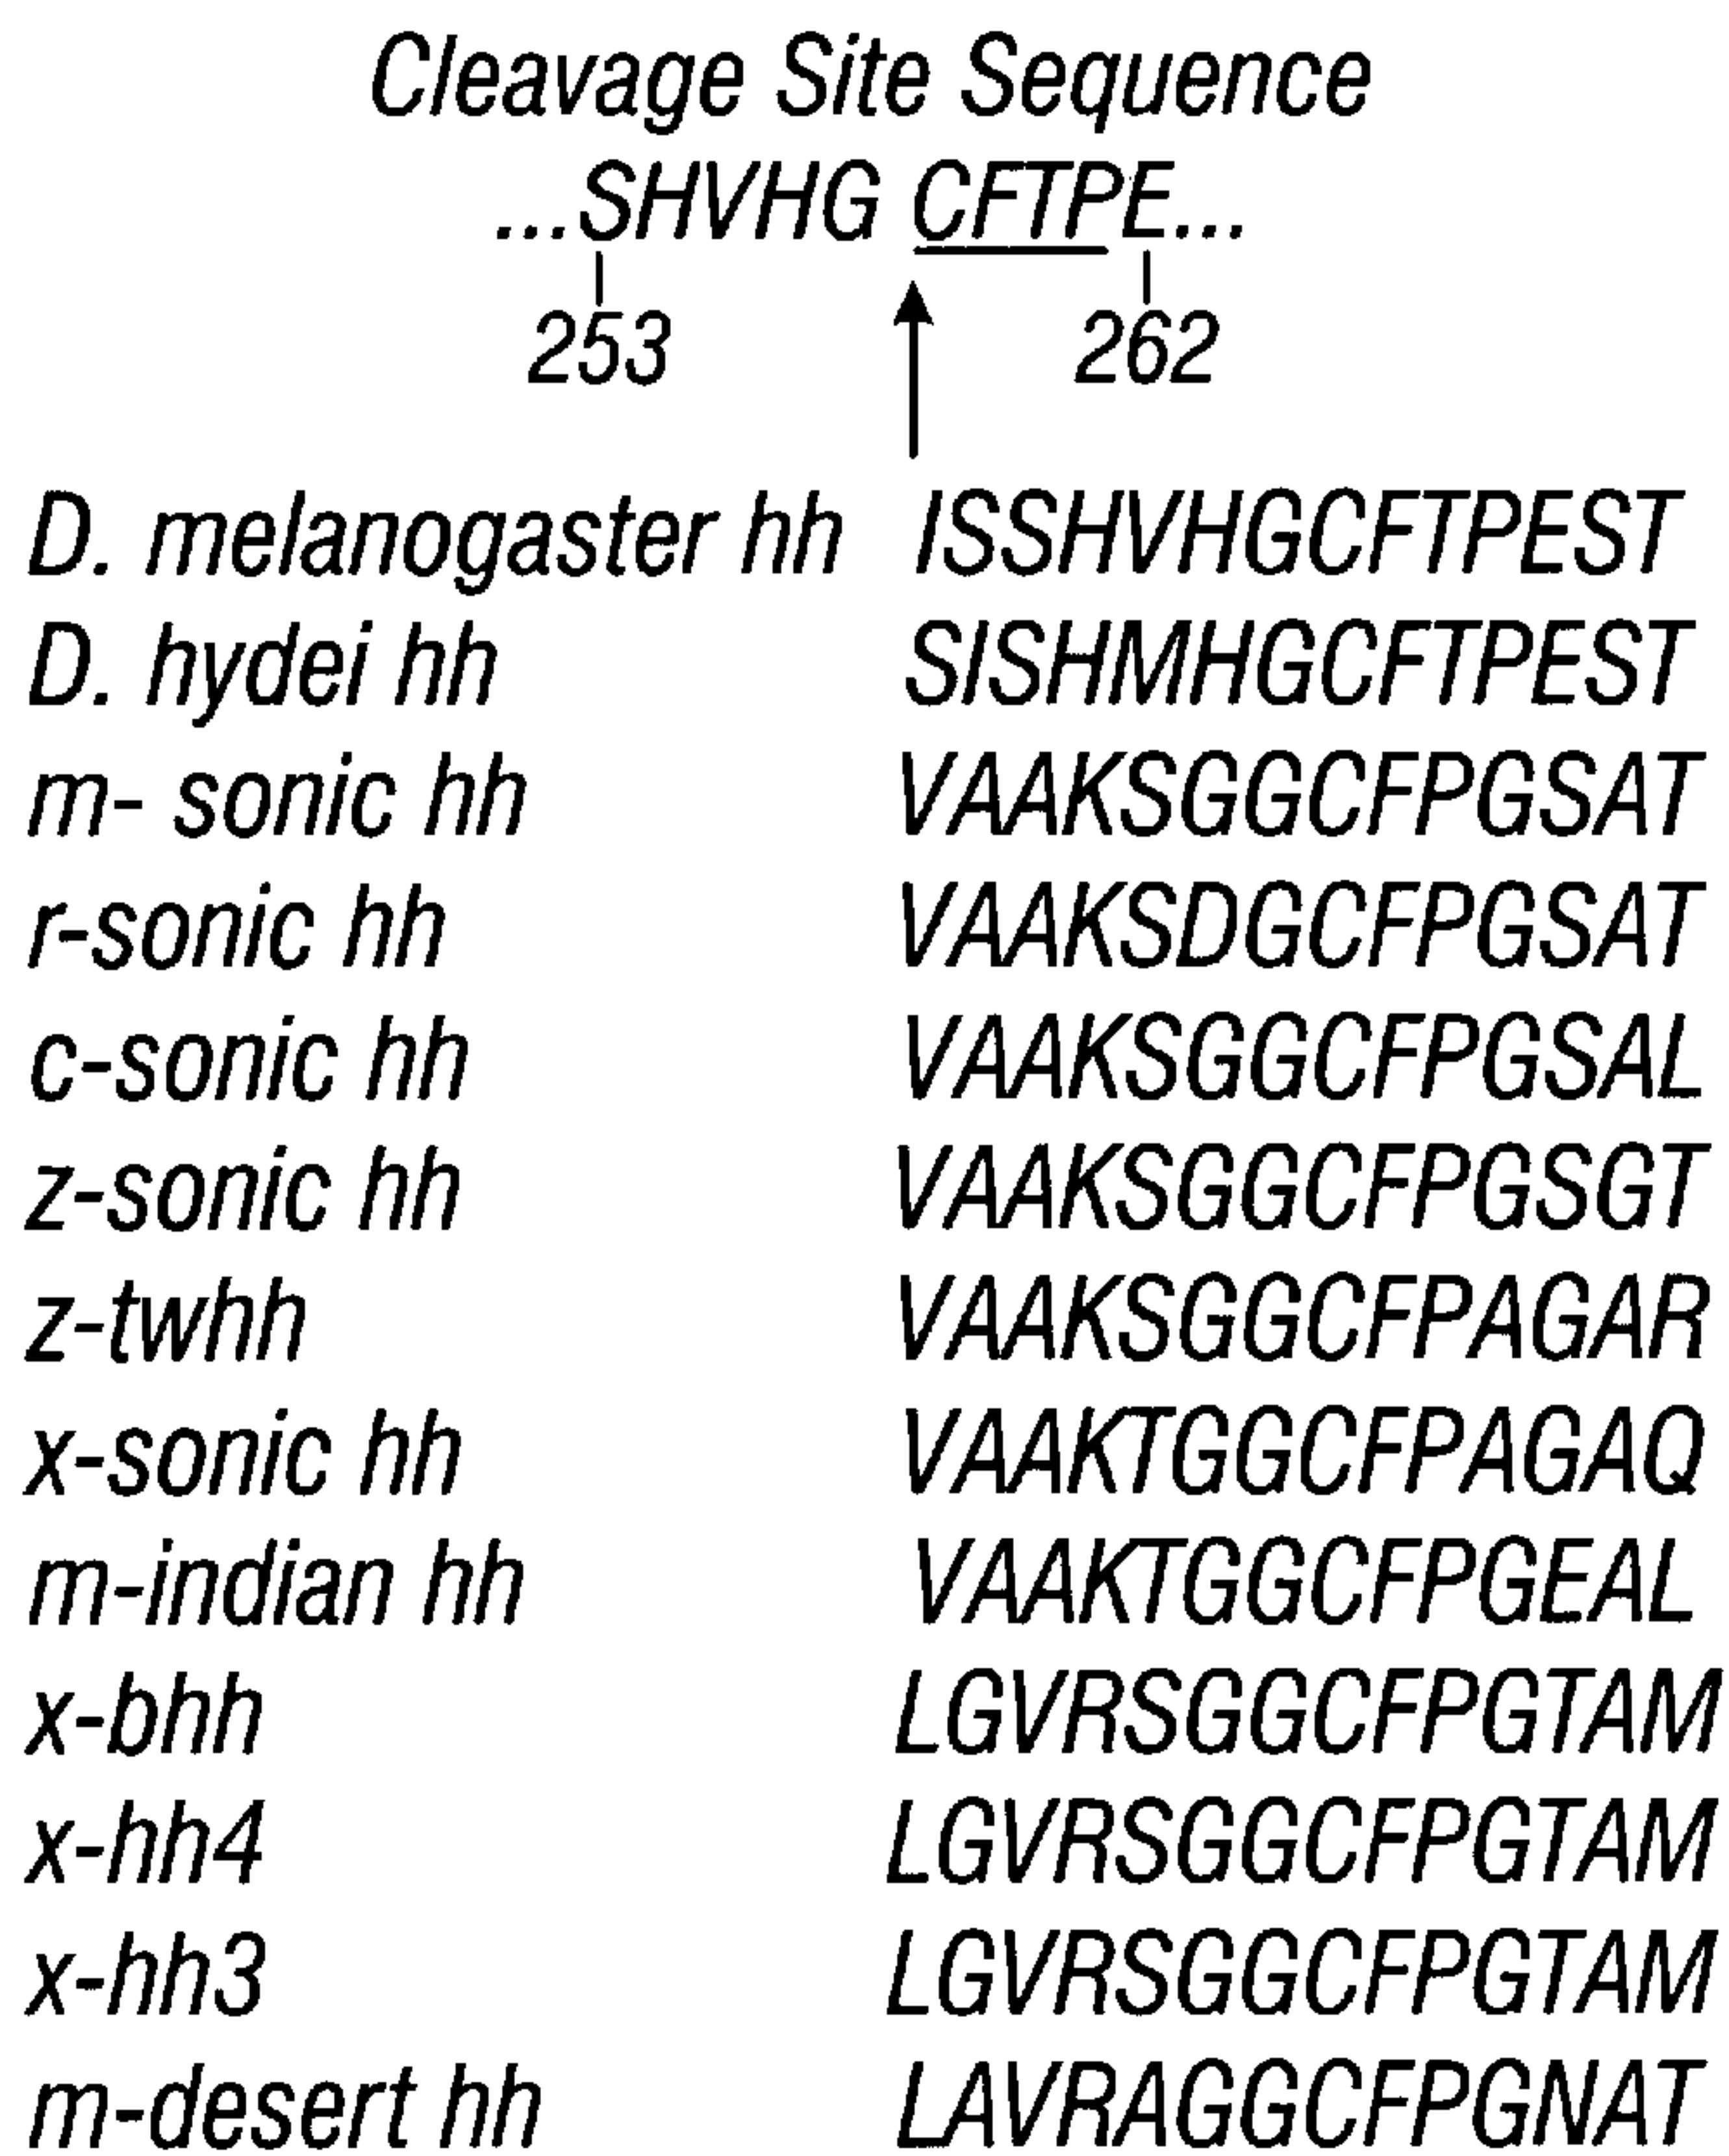 Cleavage Site Sequence
...SHVHG CFTPE...
253 262
D. melanogaster hh ISSHVHGCFTPEST
D. hydei hh SISHMHGCFTPEST
m- sonic hh VAAKSGGCFPGSAT
r-sonic hh VAAKSDGCFPGSAT
c-sonic hh VAAKSGGCFPGSAL
z-sonic hh VAAKSGGCFPGSGT
z-twhh VAAKSGGCFPAGAR
x-sonic hh VAAKTGGCFPAGAQ
m-indian hh VAAKTGGCFPGEAL
x-bhh LGVRSGGCFPGTAM
x-hh4 LGVRSGGCFPGTAM
x-hh3 LGVRSGGCFPGTAM
m-desert hh LAVRAGGCFPGNAT